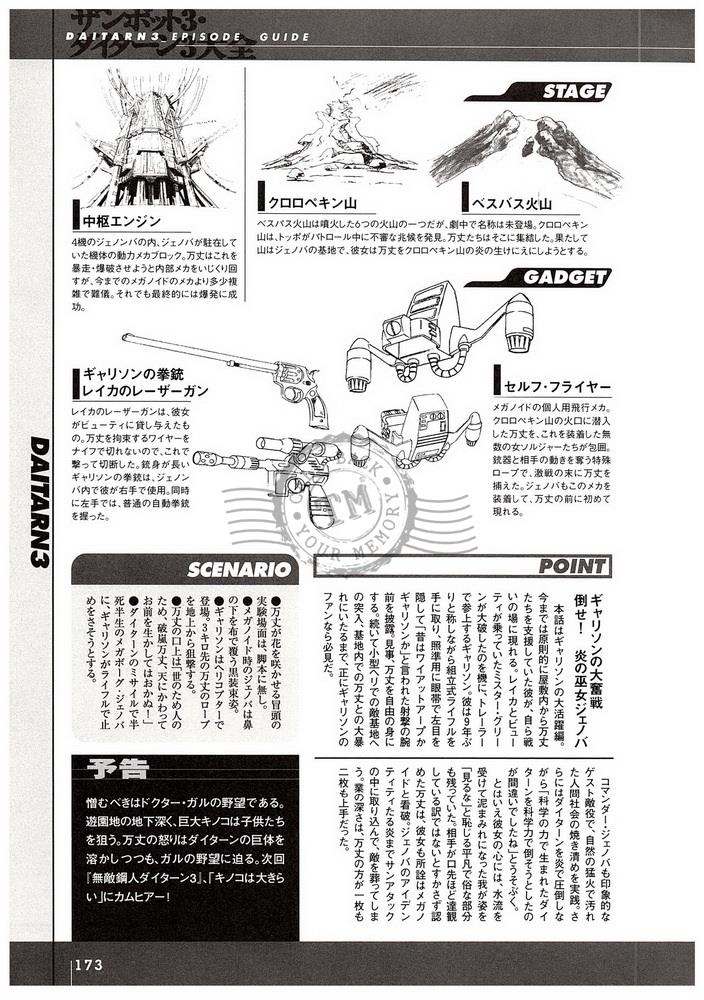 ザンボット3・
ダイターン3大全
DAITARN3 EPISODE GUIDE
STAGE
中枢エンジン
4機のジェノンバの内、ジェノバが駐在して
いた機体の動力メカブロック。万丈はこれを
暴走・爆破させようと内部メカをいじくり回
すが、今までのメガノイドのメカより多少複
雑で難儀。それでも最終的には爆発に成
功。
クロロペキン山
ベスバス火山
ベスバス火山は噴火した6つの火山の一つだが、劇中で名称は未登場。クロロペキン
山は、トッポがパトロール中に不審な兆候を発見。万丈たちはそこに集結した。果たして
山はジェノバの基地で、彼女は万丈をクロロペキン山の炎の生けにえにしようとする。
GADGET
ギャリソンの拳銃
レイカのレーザーガン
レイカのレーザーガンは、彼女
がビューティに貸し与えたも
の。万丈を拘束するワイヤーを
ナイフで切れないので、これで
撃って切断した。銃身が長い
ギャリソンの拳銃は、ジェノン
バ内で彼が右手で使用。同時
に左手では、普通の自動拳銃
を握った。
セルフ・フライヤー
メガノイドの個人用飛行メカ。
クロロペキンの火口に潜入
した万丈を、これを装着した無
数の女ソルジャーたちが包囲。
銃器と相手の動きを奪う特殊
ロープで、激戦の末に万丈を
捕えた。ジェノバもこのメカを
装着して、万丈の前に初めて
現れる。
DAITARN3
SCENARIO
●万丈が花を咲かせる冒頭の
実験場面は、脚本に無し。
●メガノイド時のジェノバは鼻
の下を布で覆う黒装束姿。
●ギャリソンはヘリコプターで
登場。3キロ先の万丈のロープ
を地上から狙撃する。
●万丈の口上は「世のため人の
ため、破嵐万丈、天にかわって
お前を生かしてはおかぬ!」
●ダイターンのミサイルで半
死半生のメガボーグ・ジェノバ
に、ギャリソンがライフルで止
めをさそうとする。
POINT
ギャリソンの大奮戦
倒せ! 炎の巫女ジェノバ
本話はギャリソンの大活躍編。
今までは原則的に屋敷内から万丈
たちを支援していた彼が、自ら戦
いの場に現れる。レイカとビュー
ティが乗っていたミスター・グリー
ンが大破したのを機に、トレーラー
で参上するギャリソン。彼は9年ぶ
りと称しながら組立式ライフルを
手に取り、照準用に眼帯で左目を
隠して「昔はワイアットアープか
ギャリソンか」と言われた射撃の腕
前を披露。見事、万丈を自由の身に
する。続いて小型ヘリでの敵基地へ
の突入、基地内での万丈との大暴
れにいたるまで、正にギャリソンの
ファンなら必見だ。
コマンダー・ジェノバも印象的な
ゲスト敵役で、自然の猛火で汚れ
た人間社会の焼き清めを実践。さ
らにはダイターンを炎で圧倒しな
がら「科学の力で生まれたダイ
ターンを科学力で倒そうとしたの
が間違いでしたね」とうそぶく。
とはいえ彼女の心には、水流を
受けて泥まみれになった我が姿を
「見るな」と恥じる平凡で俗な部分
も残っていた。相手が口先ほど達観
している訳ではないとすかさず認
めた万丈は、彼女も所詮はメガノ
イドと看破。ジェノバのアイデン
ティティたる炎までサンアタック
の中に取り込んで、敵を葬ってしま
う。業の深さは、万丈の方が一枚も
二枚も上手だった。
予告
憎むべきはドクター・ガルの野望である。
遊園地の地下深く、巨大キノコは子供たち
を狙う。万丈の怒りはダイターンの巨体を
溶かしつつも、ガルの野望に迫る。次回
『無敵鋼人ダイターン3』、「キノコは大きら
い」にカムヒアー!
173
YOUR MEMORY
TM